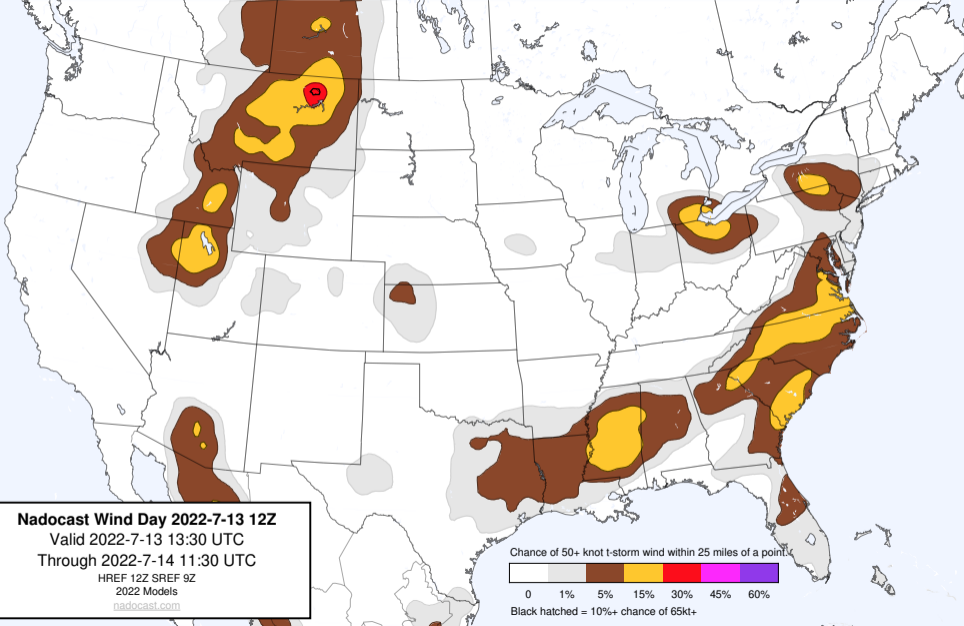 Nadocast Wind Day 2022-7-13 12Z
Valid 2022-7-13 13:30 UTC
Through 2022-7-14 11:30 UTC
HREF 12Z SREF 9Z
2022 Models
nadocast.com
Chance of 50+ knot t-storm wind within 25 miles of a point.
0 1% 5% 15% 30% 45% 60%
Black hatched = 10%+ chance of 65kt+